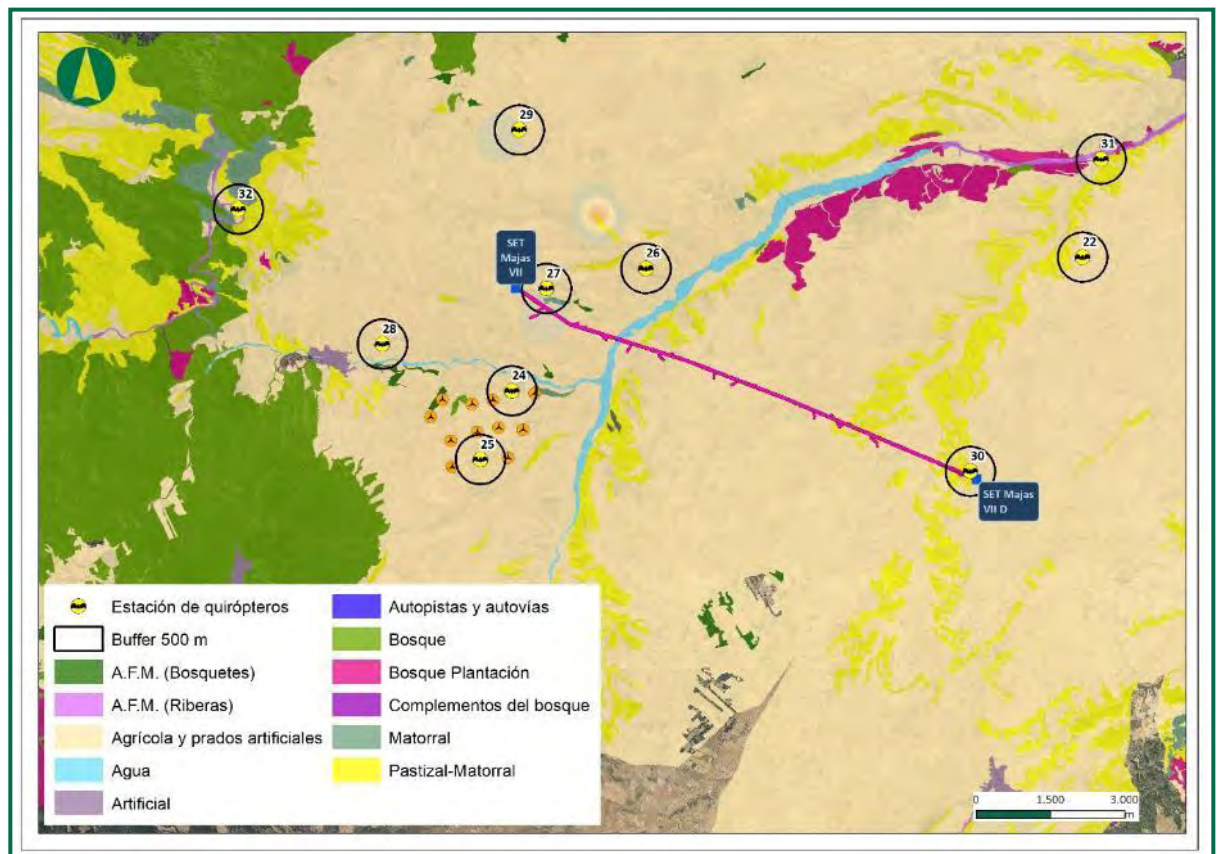 29
31
32
SET
Majas
VII
26
22
27
28
24
25
30
SET Majas
VII D
Estación de quirópteros
Buffer 500 m
A.F.M. (Bosquetes)
A.F.M. (Riberas)
Agrícola y prados artificiales
Agua
Artificial
Autopistas y autovías
Bosque
Bosque Plantación
Complementos del bosque
Matorral
Pastizal-Matorral
0 1.500 3.000
m